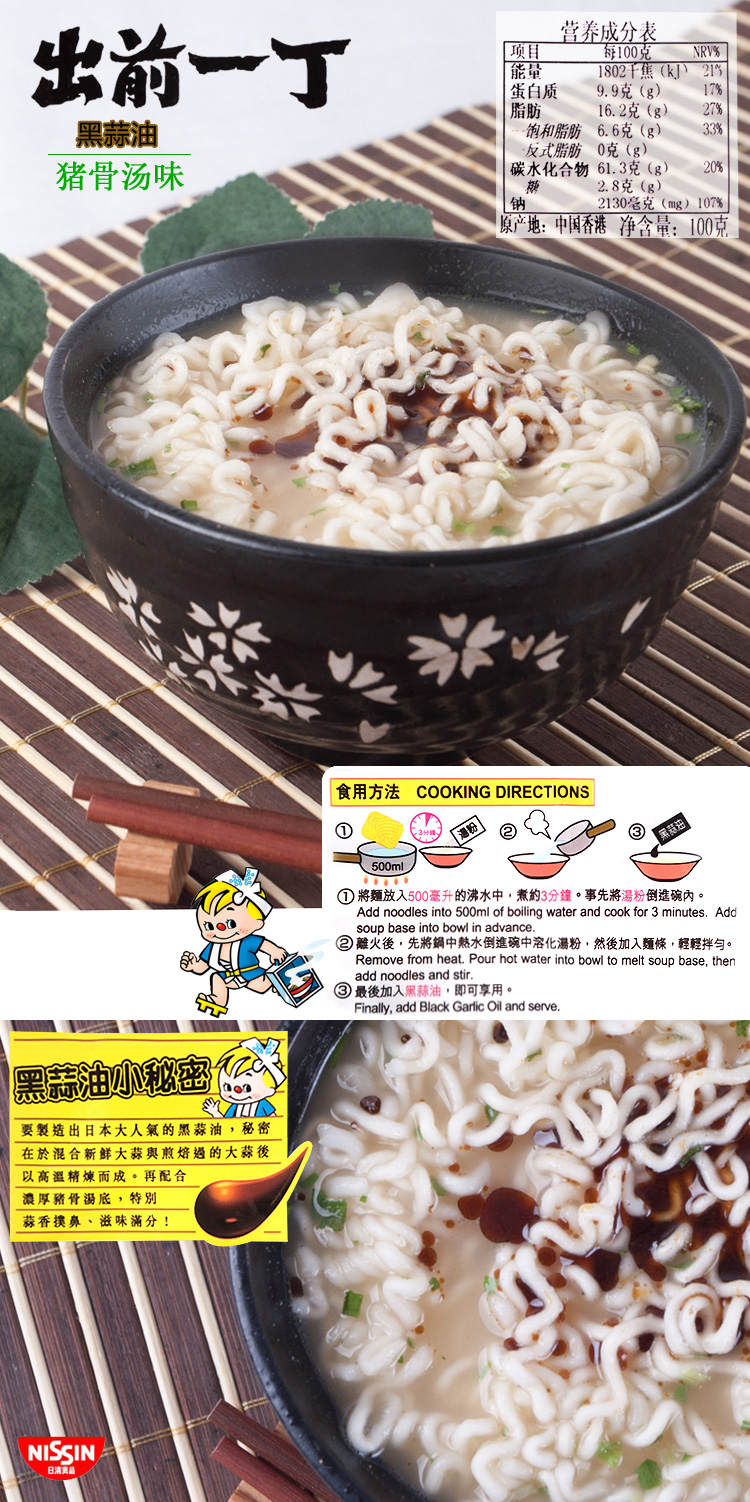 出前一丁
黑蒜油
猪骨汤味
营养成分表
项目 每100克 NRV%
能量 1802千焦（kJ） 21%
蛋白质 9.9克（g） 17%
脂肪 16.2克（g） 27%
—饱和脂肪 6.6克（g） 33%
—反式脂肪 0克（g）
碳水化合物 61.3克（g） 20%
糖 2.8克（g）
钠 2130毫克（mg） 107%
原产地：中国香港 净含量：100克
食用方法 COOKING DIRECTIONS
① 3分鐘 湯粉 ② ③ 黑蒜油
500ml
①將麵放入500毫升的沸水中，煮約3分鐘。事先將湯粉倒進碗內。
Add noodles into 500ml of boiling water and cook for 3 minutes. Add
soup base into bowl in advance.
②離火後，先將鍋中熱水倒進碗中溶化湯粉，然後加入麵條，輕輕拌勻。
Remove from heat. Pour hot water into bowl to melt soup base, then
add noodles and stir.
③最後加入黑蒜油，即可享用。
Finally, add Black Garlic Oil and serve.
黑蒜油小秘密
要製造出日本大人氣的黑蒜油，秘密
在於混合新鮮大蒜與煎焙過的大蒜後
以高溫精煉而成。再配合
濃厚豬骨湯底，特別
蒜香撲鼻、滋味滿分！
NISSIN
日清食品